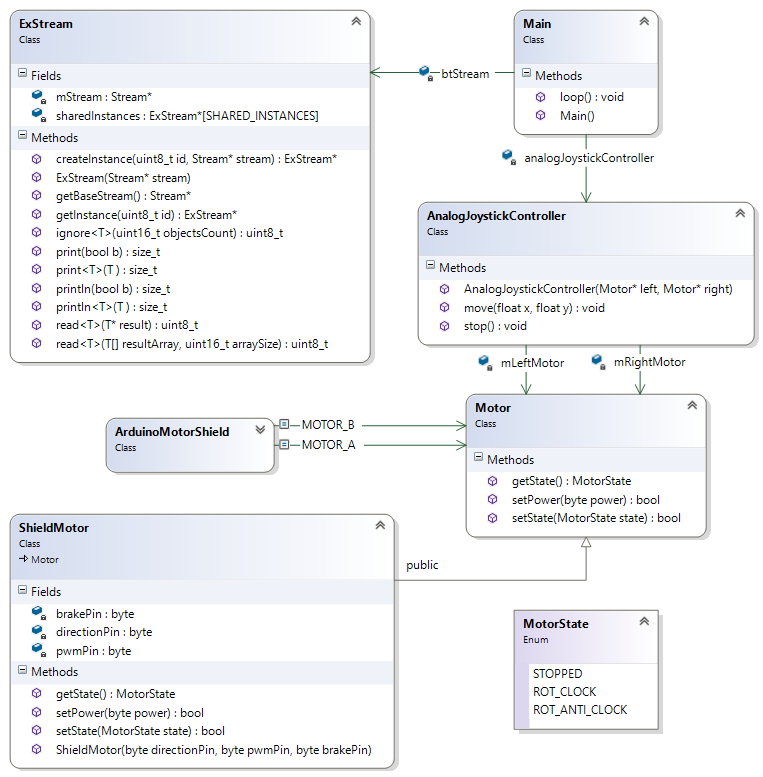 ExStream
Class
Fields
mStream : Stream*
sharedInstances : ExStream*[SHARED_INSTANCES]
Methods
createInstance(uint8_t id, Stream* stream) : ExStream*
ExStream(Stream* stream)
getBaseStream() : Stream*
getInstance(uint8_t id) : ExStream*
ignore<T>(uint16_t objectsCount) : uint8_t
print(bool b) : size_t
print<T>(T ) : size_t
println(bool b) : size_t
println<T>(T ) : size_t
read<T>(T* result) : uint8_t
read<T>(T[] resultArray, uint16_t arraySize) : uint8_t
btStream
Main
Class
Methods
loop() : void
Main()
analogJoystickController
AnalogJoystickController
Class
Methods
AnalogJoystickController(Motor* left, Motor* right)
move(float x, float y) : void
stop() : void
mLeftMotor
mRightMotor
ArduinoMotorShield
Class
MOTOR_B
MOTOR_A
Motor
Class
Methods
getState() : MotorState
setPower(byte power) : bool
setState(MotorState state) : bool
ShieldMotor
Class
Motor
Fields
brakePin : byte
directionPin : byte
pwmPin : byte
Methods
getState() : MotorState
setPower(byte power) : bool
setState(MotorState state) : bool
ShieldMotor(byte directionPin, byte pwmPin, byte brakePin)
public
MotorState
Enum
STOPPED
ROT_CLOCK
ROT_ANTI_CLOCK